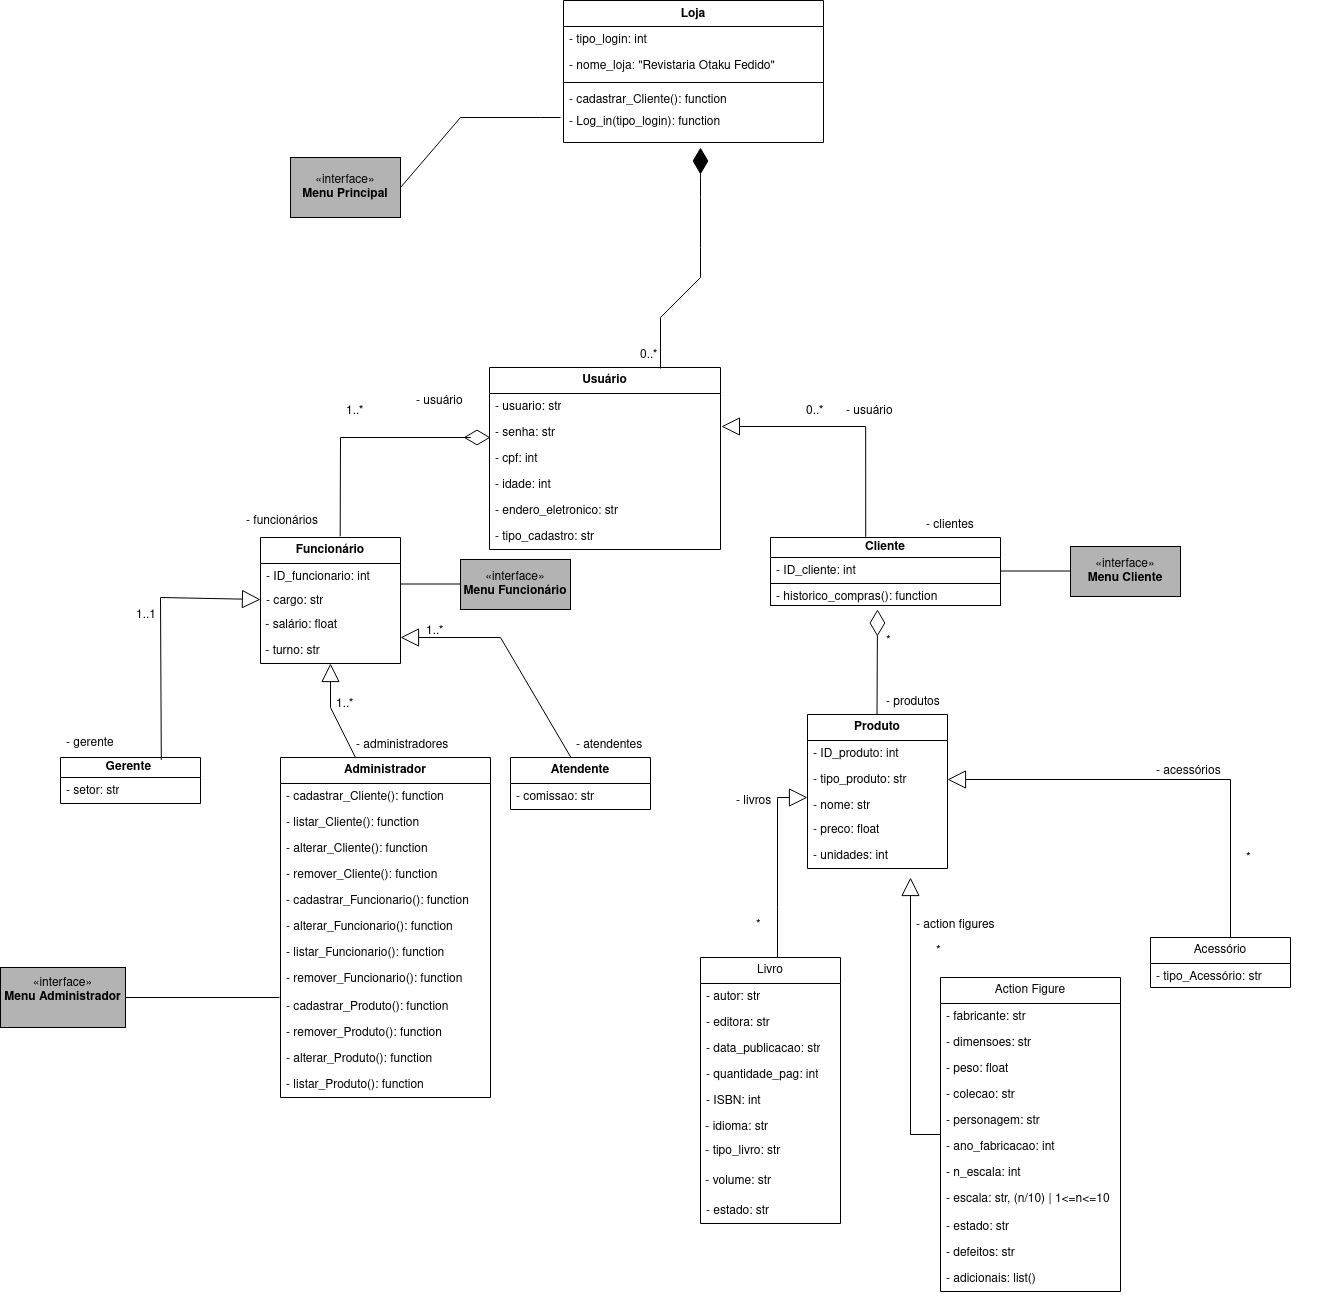 Loja
- tipo_login: int
- nome_loja: "Revistaria Otaku Fedido"
- cadastrar_Cliente(): function
- Log_in(tipo_login): function
«interface»
Menu Principal
0..*
Usuário
- usuario: str
- senha: str
- cpf: int
- idade: int
- endero_eletronico: str
- tipo_cadastro: str
1..*
- usuário
0..*
- usuário
- funcionários
Funcionário
- ID_funcionario: int
- cargo: str
- salário: float
- turno: str
«interface»
Menu Funcionário
- clientes
Cliente
- ID_cliente: int
- historico_compras(): function
«interface»
Menu Cliente
1..1
1..*
1..*
*
- gerente
Gerente
- setor: str
- administradores
Administrador
- cadastrar_Cliente(): function
- listar_Cliente(): function
- alterar_Cliente(): function
- remover_Cliente(): function
- cadastrar_Funcionario(): function
- alterar_Funcionario(): function
- listar_Funcionario(): function
- remover_Funcionario(): function
- cadastrar_Produto(): function
- remover_Produto(): function
- alterar_Produto(): function
- listar_Produto(): function
«interface»
Menu Administrador
- atendentes
Atendente
- comissao: str
- produtos
Produto
- ID_produto: int
- tipo_produto: str
- nome: str
- preco: float
- unidades: int
- livros
*
- acessórios
*
- action figures
*
Livro
- autor: str
- editora: str
- data_publicacao: str
- quantidade_pag: int
- ISBN: int
- idioma: str
- tipo_livro: str
- volume: str
- estado: str
Action Figure
- fabricante: str
- dimensoes: str
- peso: float
- colecao: str
- personagem: str
- ano_fabricacao: int
- n_escala: int
- escala: str, (n/10) | 1<=n<=10
- estado: str
- defeitos: str
- adicionais: list()
Acessório
- tipo_Acessório: str